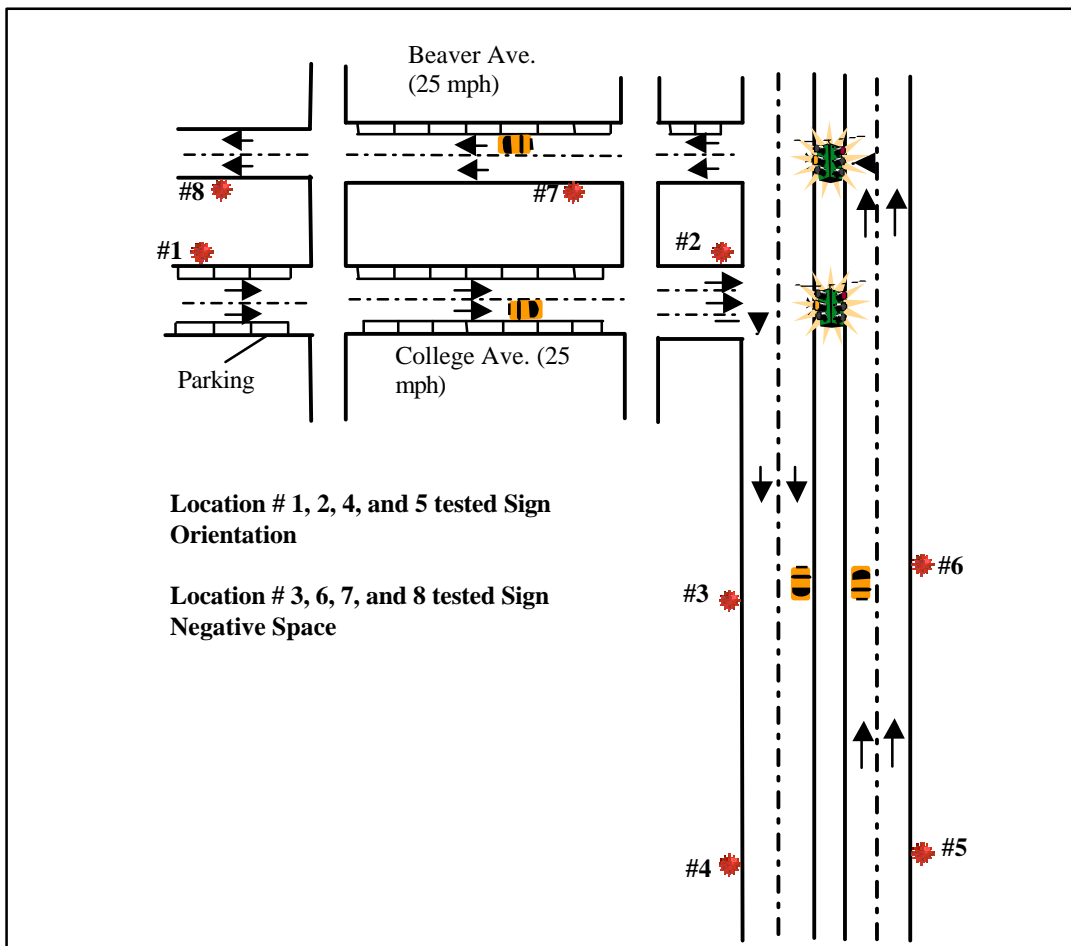 Beaver Ave.
(25 mph)
#8
#7
#1
#2
College Ave. (25
mph)
Parking
Location # 1, 2, 4, and 5 tested Sign
Orientation
Location # 3, 6, 7, and 8 tested Sign
Negative Space
#3
#6
#4
#5